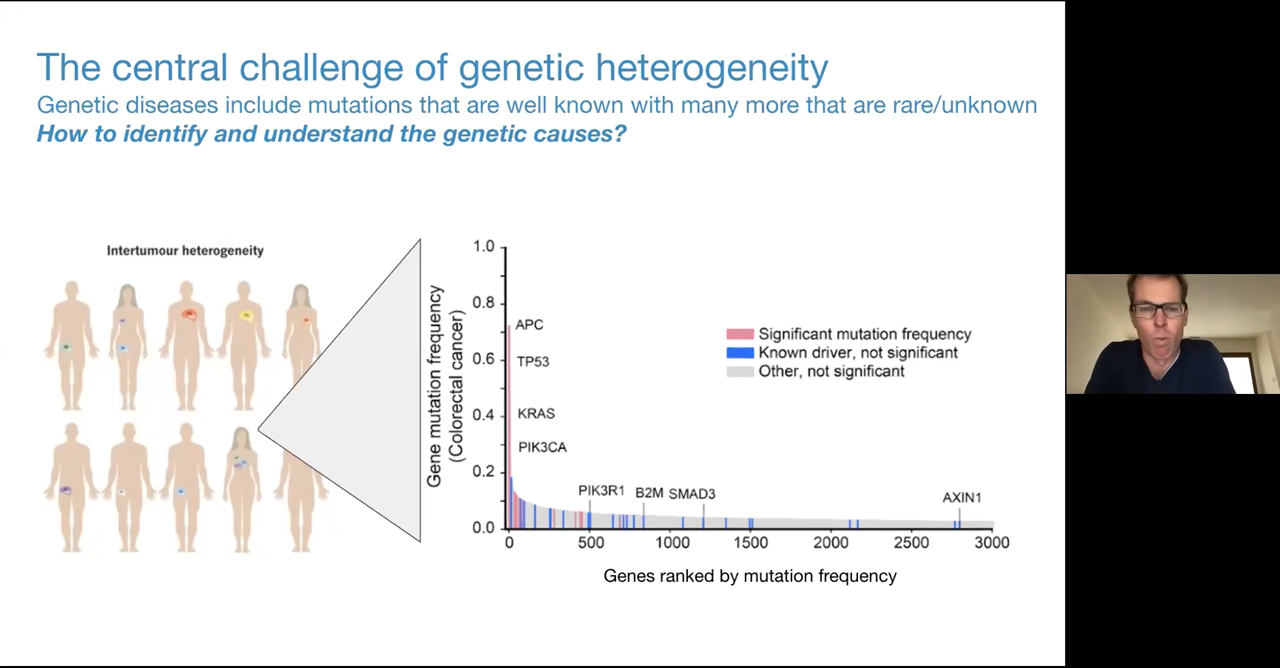 The central challenge of genetic heterogeneity
Genetic diseases include mutations that are well known with many more that are rare/unknown
How to identify and understand the genetic causes?
Intertumour heterogeneity
Gene mutation frequency
(Colorectal cancer)
1.0
0.8
0.6
0.4
0.2
0.0
APC
TP53
KRAS
PIK3CA
PIK3R1 B2M SMAD3
AXIN1
Significant mutation frequency
Known driver, not significant
Other, not significant
0 500 1000 1500 2000 2500 3000
Genes ranked by mutation frequency